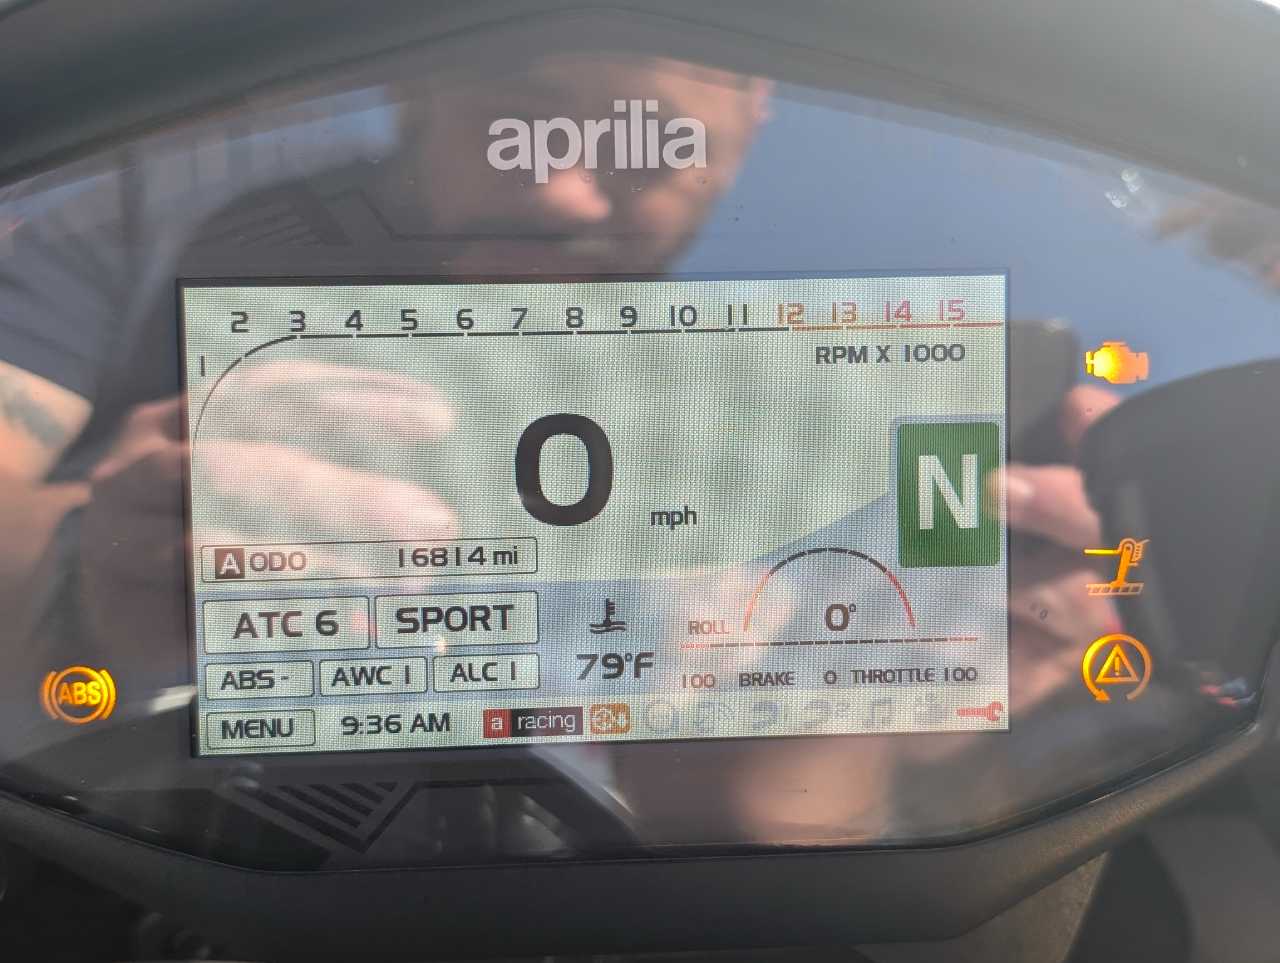 aprilia
1 2 3 4 5 6 7 8 9 10 11 12 13 14 15
RPM X 1000
0 mph
N
A ODO 16814 mi
ATC 6 SPORT
ROLL 0°
ABS - AWC 1 ALC 1 79°F
100 BRAKE 0 THROTTLE 100
MENU 9:36 AM a racing
ABS